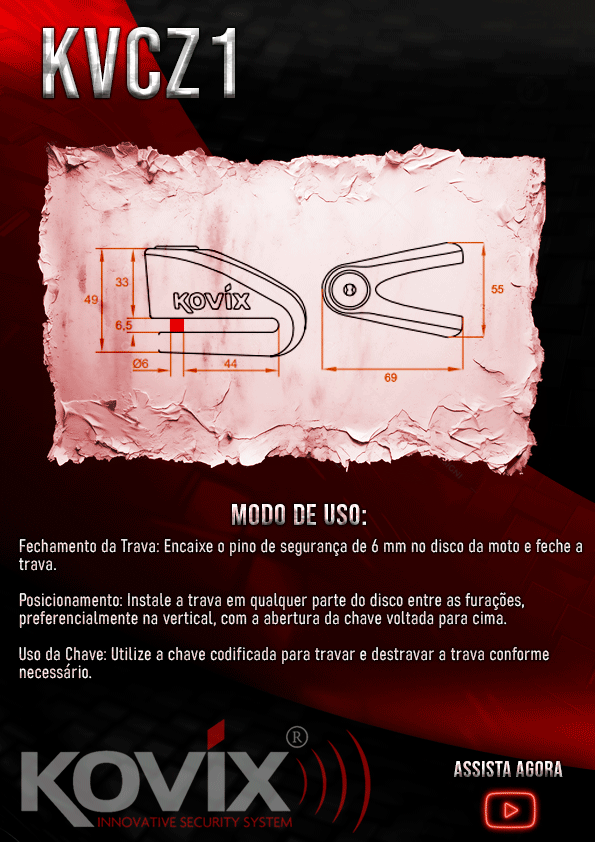 KVCZ1
33
49
KOVIX
6,5
Ø6
44
55
69
MODO DE USO:
Fechamento da Trava: Encaixe o pino de segurança de 6 mm no disco da moto e feche a
trava.
Posicionamento: Instale a trava em qualquer parte do disco entre as furações,
preferencialmente na vertical, com a abertura da chave voltada para cima.
Uso da Chave: Utilize a chave codificada para travar e destravar a trava conforme
necessário.
KOVIX®
INNOVATIVE SECURITY SYSTEM
ASSISTA AGORA